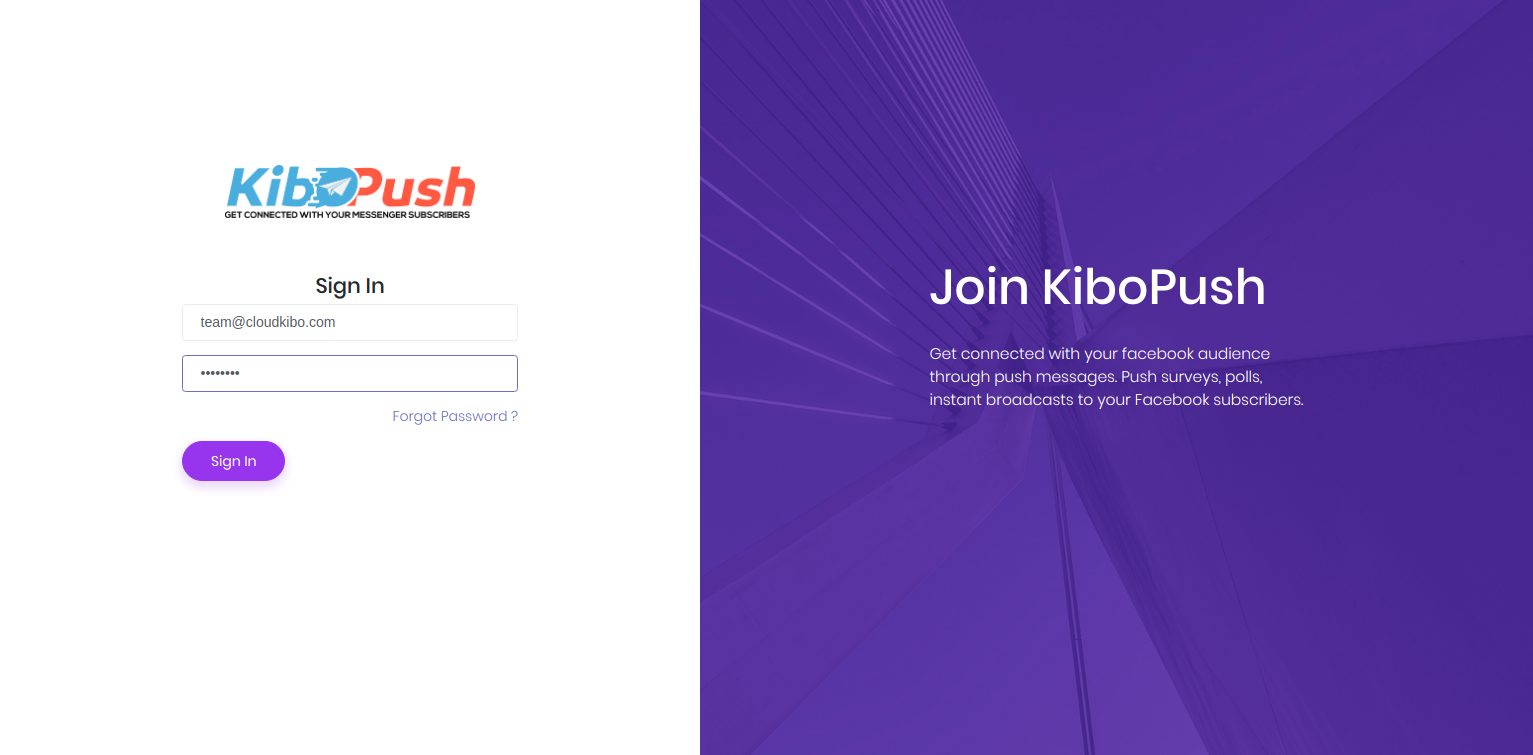 KiboPush
GET CONNECTED WITH YOUR MESSENGER SUBSCRIBERS
Sign In
team@cloudkibo.com
••••••••
Forgot Password ?
Sign In
Join KiboPush
Get connected with your facebook audience
through push messages. Push surveys, polls,
instant broadcasts to your Facebook subscribers.